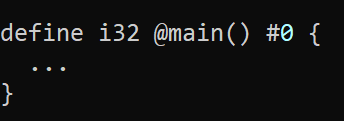 define i32 @main() #0 {
  ...
}